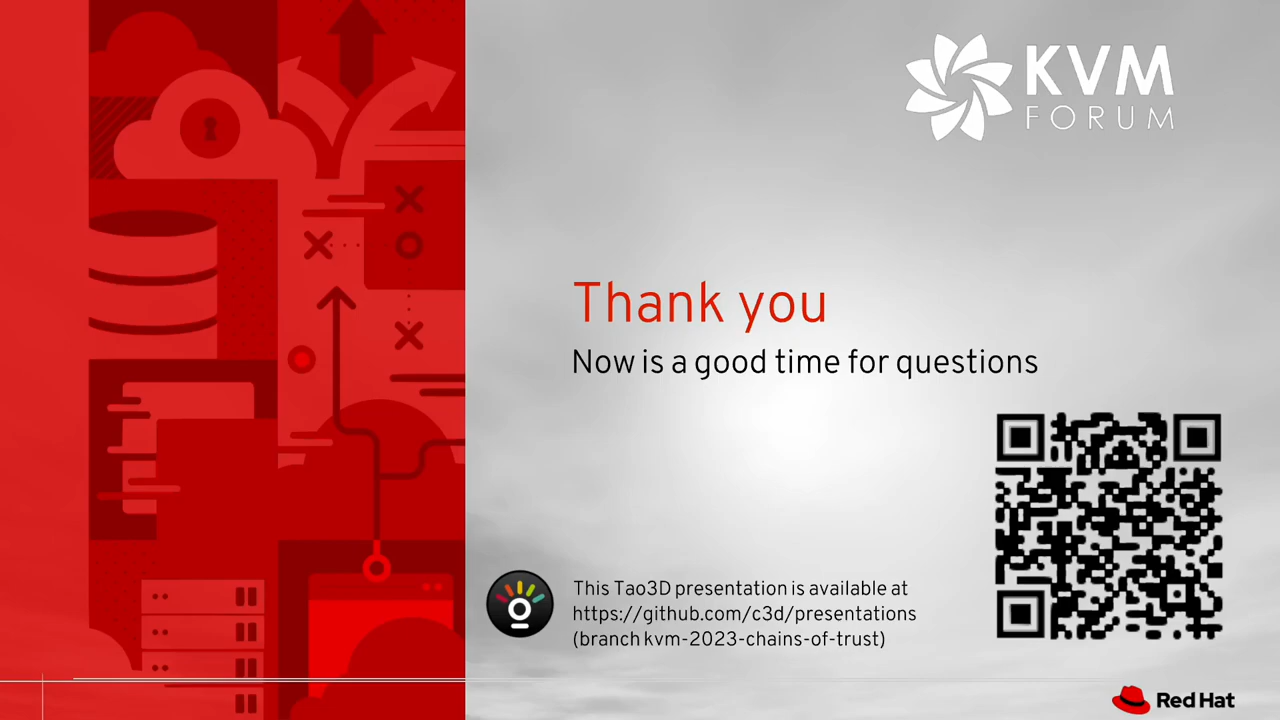 KVM
FORUM
Thank you
Now is a good time for questions
This Tao3D presentation is available at
https://github.com/c3d/presentations
(branch kvm-2023-chains-of-trust)
Red Hat